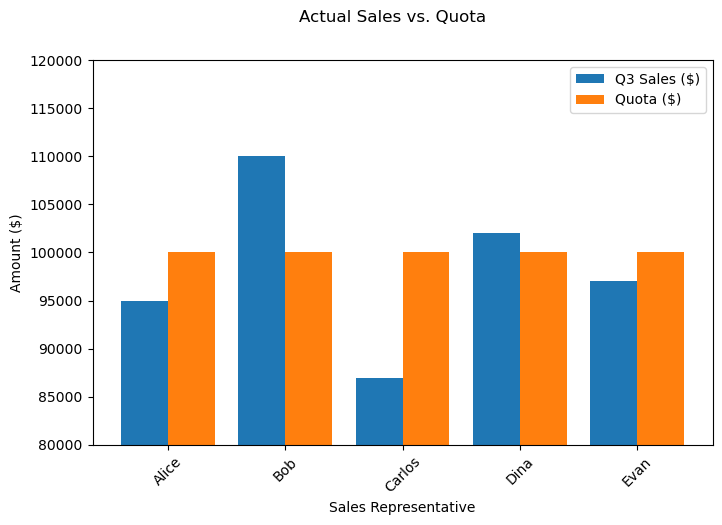 Actual Sales vs. Quota
Q3 Sales ($)
Quota ($)
Amount ($)
120000
115000
110000
105000
100000
95000
90000
85000
80000
Alice
Bob
Carlos
Dina
Evan
Sales Representative